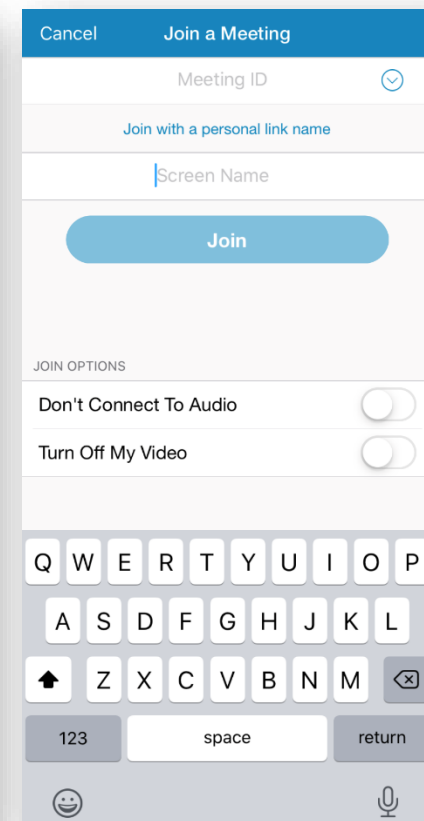 Cancel Join a Meeting
Meeting ID
Join with a personal link name
Screen Name
Join
JOIN OPTIONS
Don't Connect To Audio
Turn Off My Video
Q W E R T Y U I O P
A S D F G H J K L
Z X C V B N M
123 space return